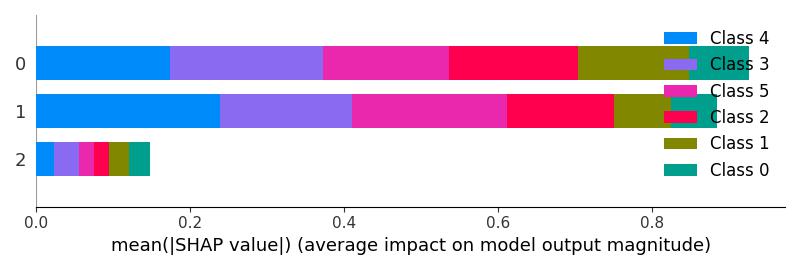 Class 4
0
Class 3
Class 5
1
Class 2
Class 1
2
Class 0
0.0 0.2 0.4 0.6 0.8
mean(|SHAP value|) (average impact on model output magnitude)